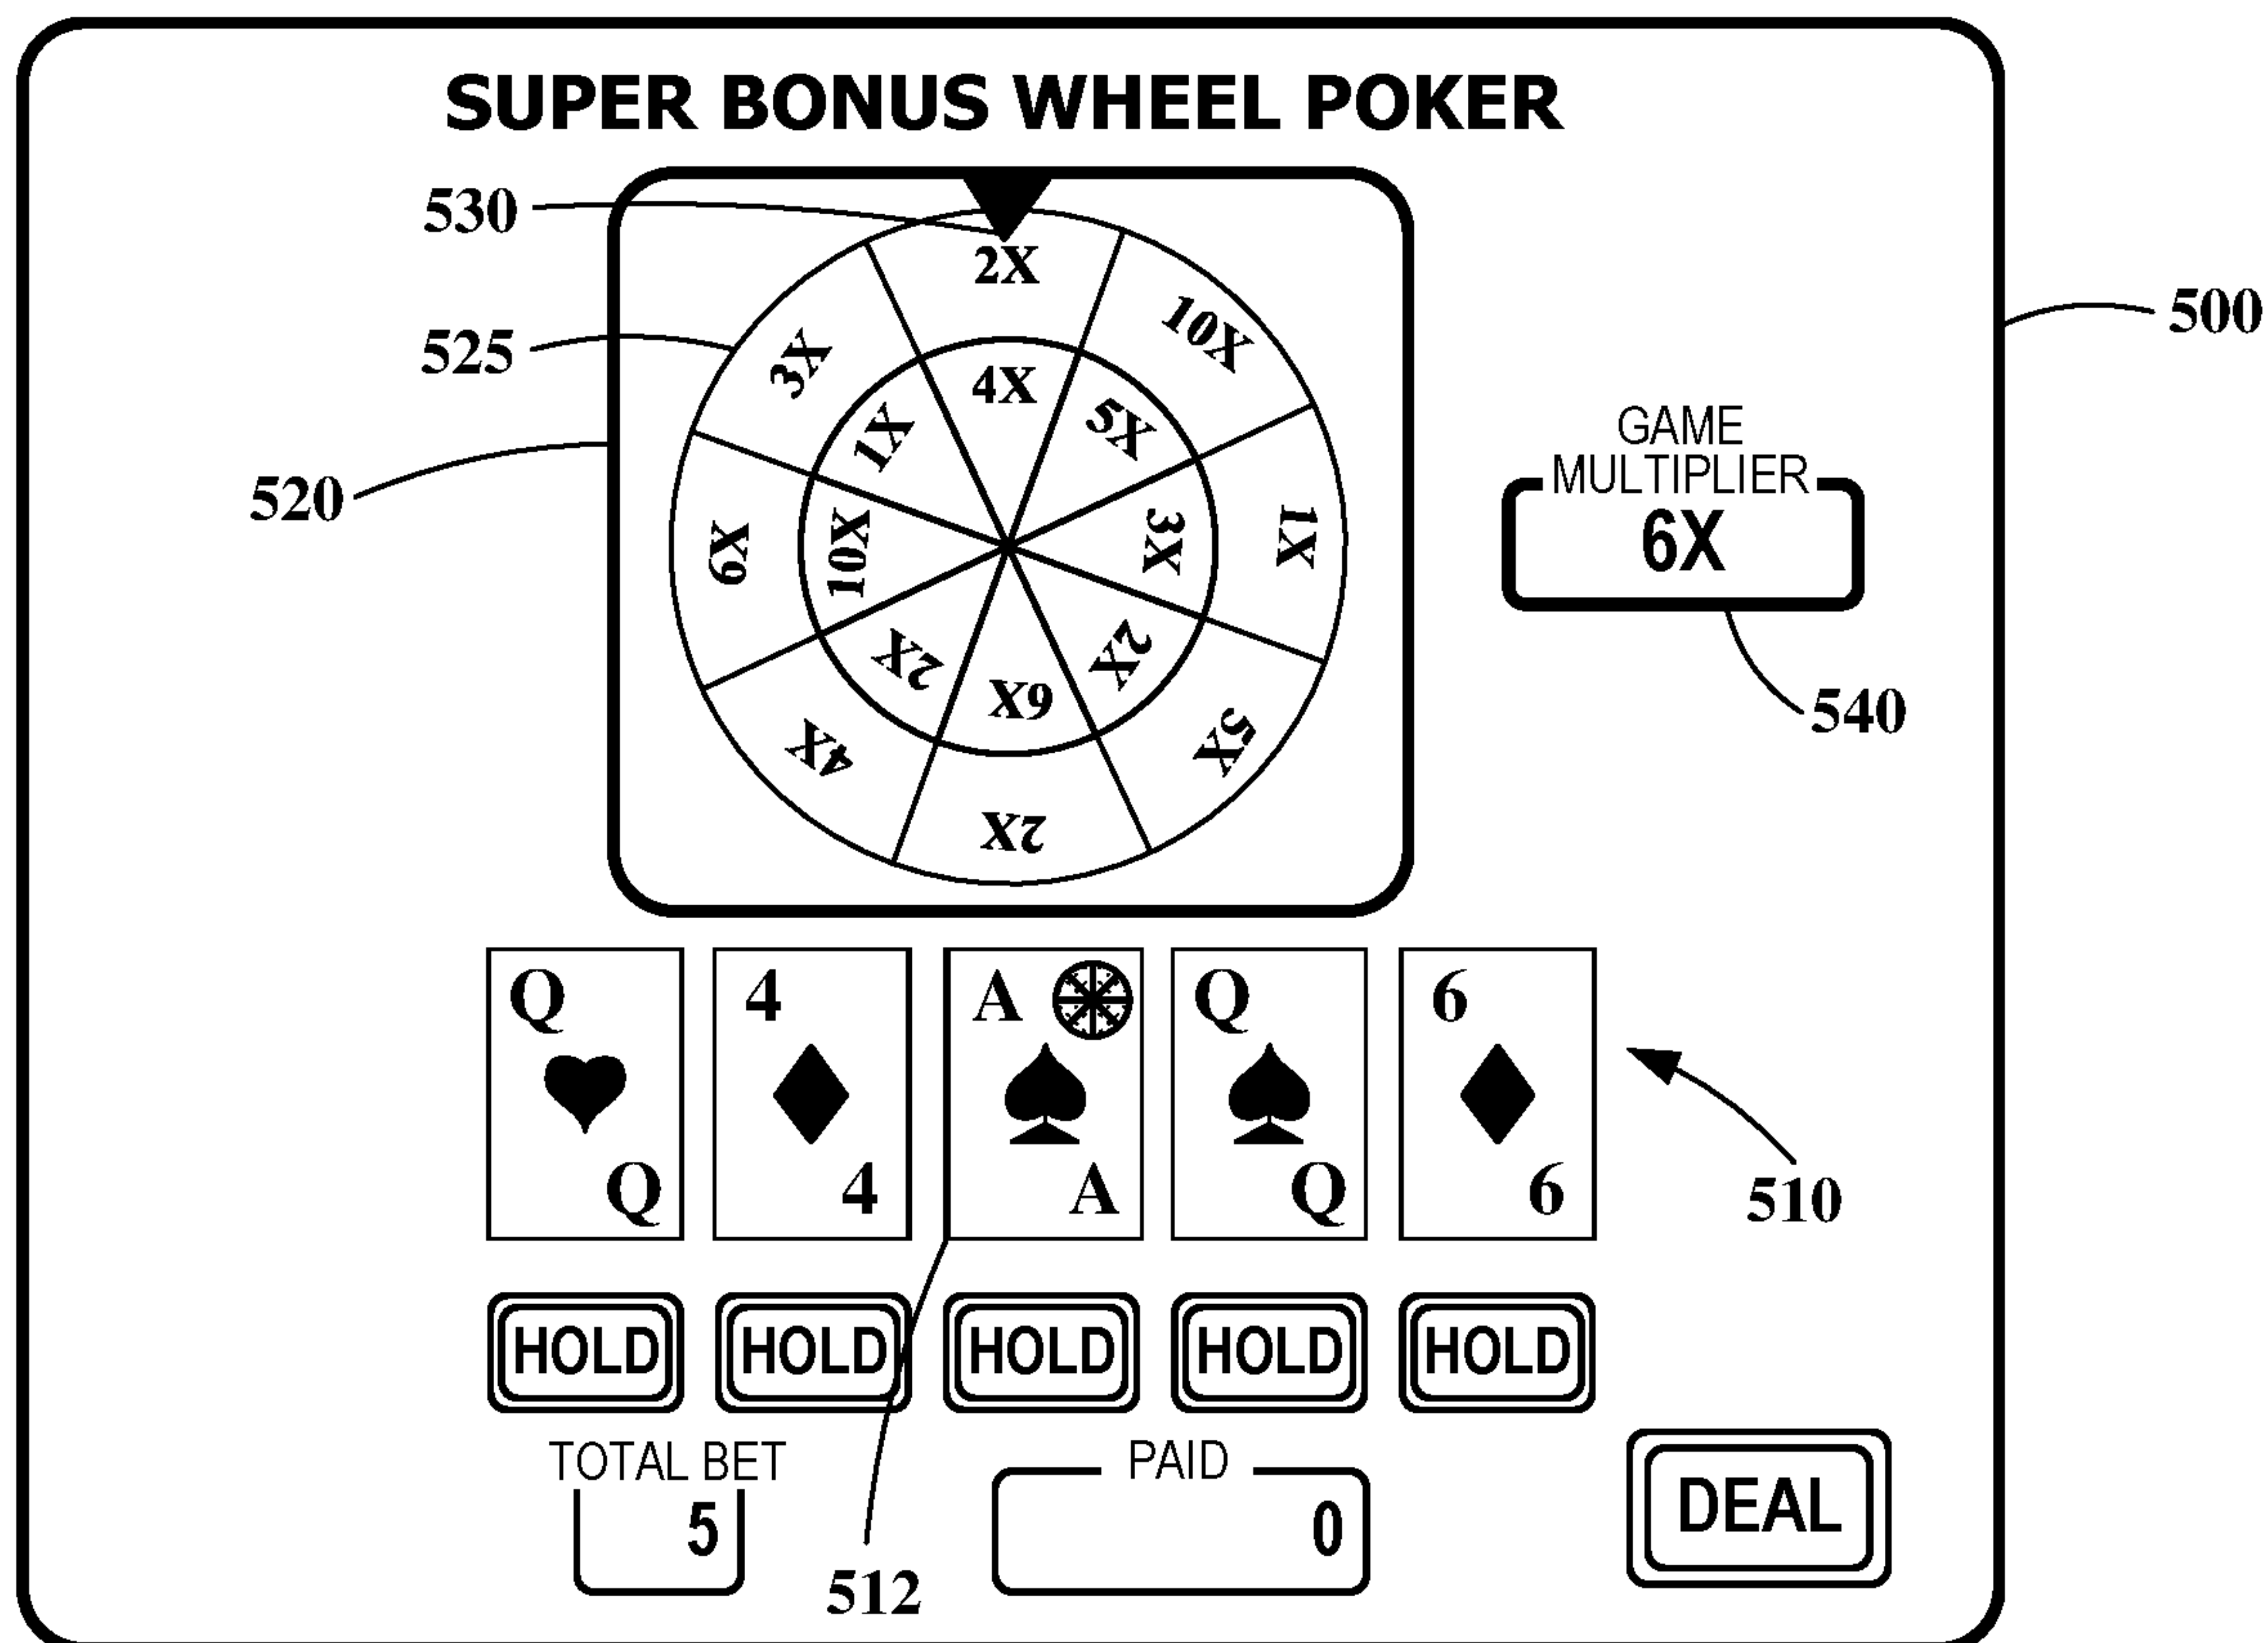 SUPER BONUS WHEEL POKER
530
2X
10X
500
525
3X
4X
5X
1X
GAME
MULTIPLIER
6X
520
6X
10X
3X
1X
2X
6X
2X
5X
540
4X
2X
Q 4 A Q 6
Q 4 A Q 6
510
HOLD HOLD HOLD HOLD HOLD
TOTAL BET PAID
5 0 DEAL
512